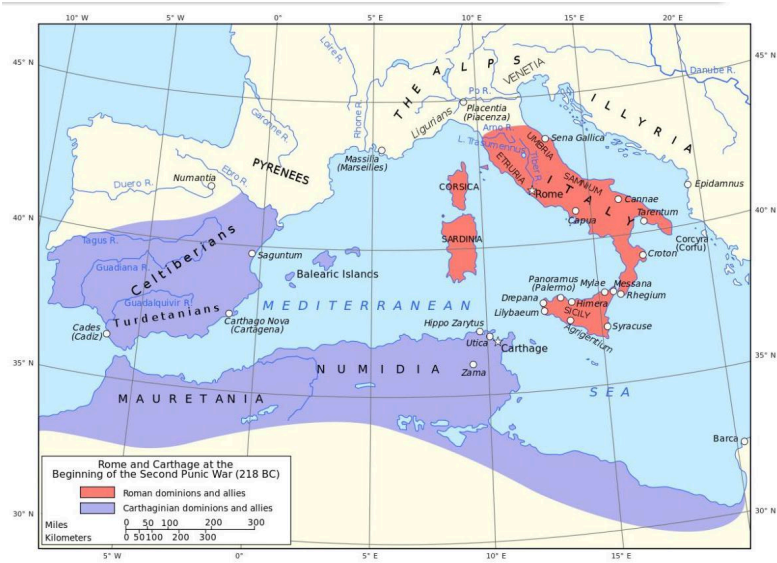 10° W
5° W
0°
5° E
10° E
15° E
20° E
45° N
45° N
Loire R.
THE ALPS
VENETIA
Danube R.
Po R.
Placentia
(Piacenza)
ILLYRIA
Garonne R.
Rhone R.
Ligurians
Arno R.
Sena Gallica
UMBRIA
L. Trasumennus
Tiber R.
ETRURIA
Massilia
(Marseilles)
PYRENEES
Numantia
Ebro R.
Duero R.
CORSICA
Rome
ITALY
SAMNIUM
Cannae
Epidamnus
40° N
40° N
Capua
Tarentum
Tagus R.
Celtiberians
Saguntum
SARDINIA
Croton
Corcyra
(Corfu)
Guadiana R.
Balearic Islands
Panoramus
(Palermo)
Mylae
Messana
Drepana
Himera
Rhegium
Guadalquivir R.
Turdetanians
MEDITERRANEAN
Lilybaeum
SICILY
Carthago Nova
(Cartagena)
Hippo Zarytus
Agrigentium
Syracuse
Cades
(Cadiz)
Utica
Carthage
35° N
35° N
NUMIDIA
Zama
MAURETANIA
SEA
Barca
Rome and Carthage at the
Beginning of the Second Punic War (218 BC)
Roman dominions and allies
Carthaginian dominions and allies
Miles
0 50 100 200 300
Kilometers
0 50 100 200 300
30° N
30° N
5° W
0°
5° E
10° E
15° E